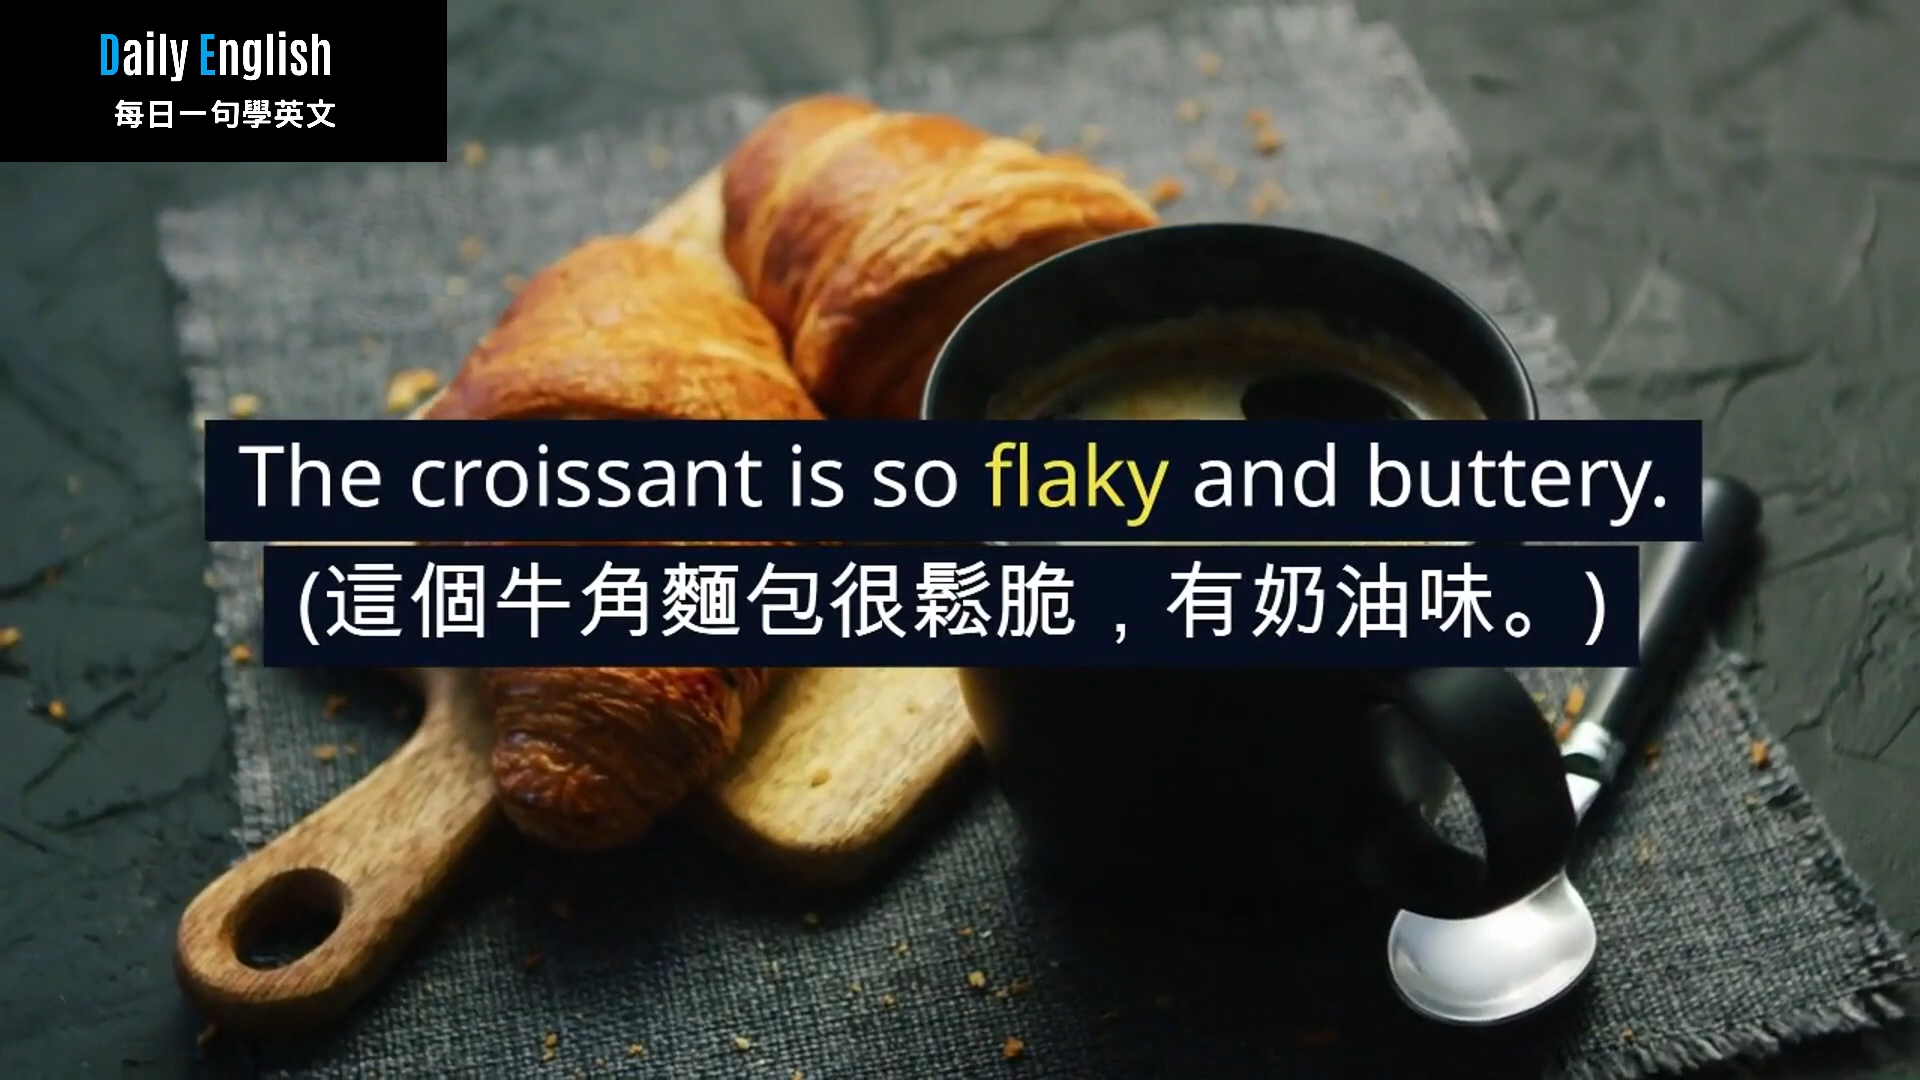 Daily English
每日一句學英文
The croissant is so flaky and buttery.
(這個牛角麵包很鬆脆，有奶油味。)